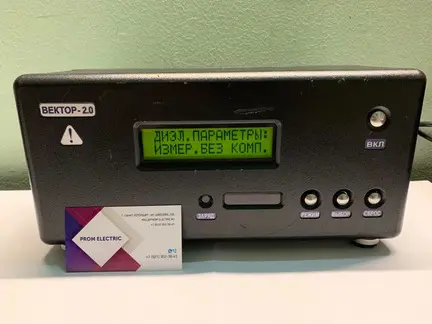 ВЕКТОР-2.0
ДИЭЛ.ПАРАМЕТРЫ:
ИЗМЕР.БЕЗ КОМП.
ВКЛ
ЗАРЯД
РЕЖИМ
ВЫБОР
СБРОС
PROM ELECTRIC